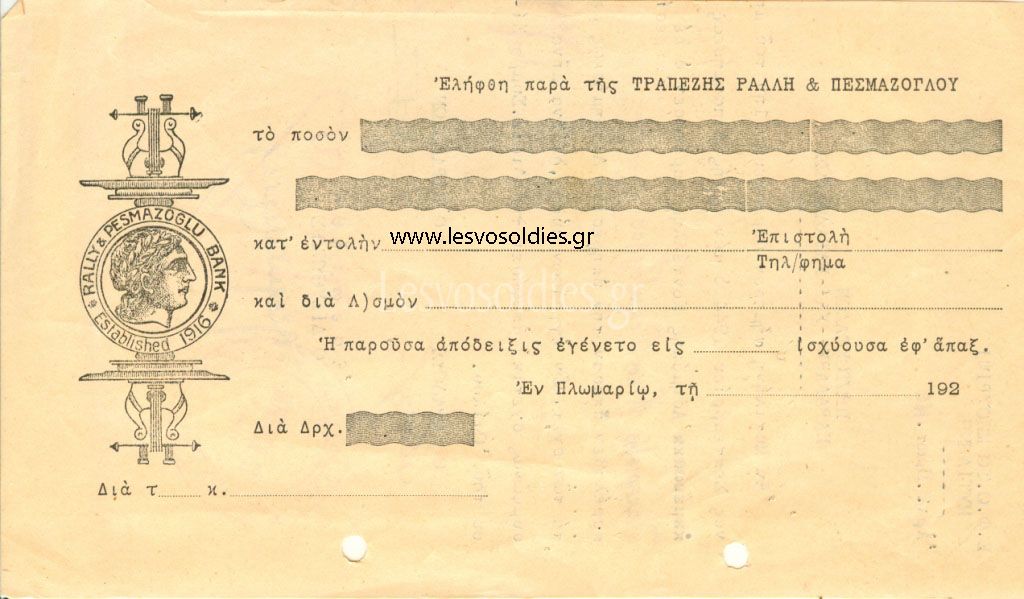 Ἐλήφθη παρὰ τῆς ΤΡΑΠΕΖΗΣ ΡΑΛΛΗ & ΠΕΣΜΑΖΟΓΛΟΥ
τὸ ποσὸν
RALLY & PESMAZOGLU BANK
Established 1916
κατ' ἐντολὴν www.lesvosoldies.gr Ἐπιστολὴ
Τηλ/φημα
Lesvosoldies.gr
καὶ διὰ Λ)σμὸν
Ἡ παροῦσα ἀπόδειξις ἐγένετο εἰς ἰσχύουσα ἐφ' ἅπαξ.
Ἐν Πλωμαρίῳ, τῇ 192
Διὰ Δρχ.
Διὰ τ κ.